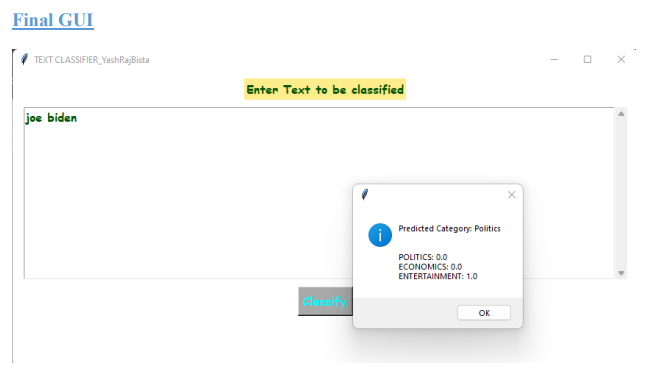 Final GUI
TEXT CLASSIFIER_YashRajBista
Enter Text to be classified
joe biden
Predicted Category: Politics
POLITICS: 0.0
ECONOMICS: 0.0
ENTERTAINMENT: 1.0
OK
Classify